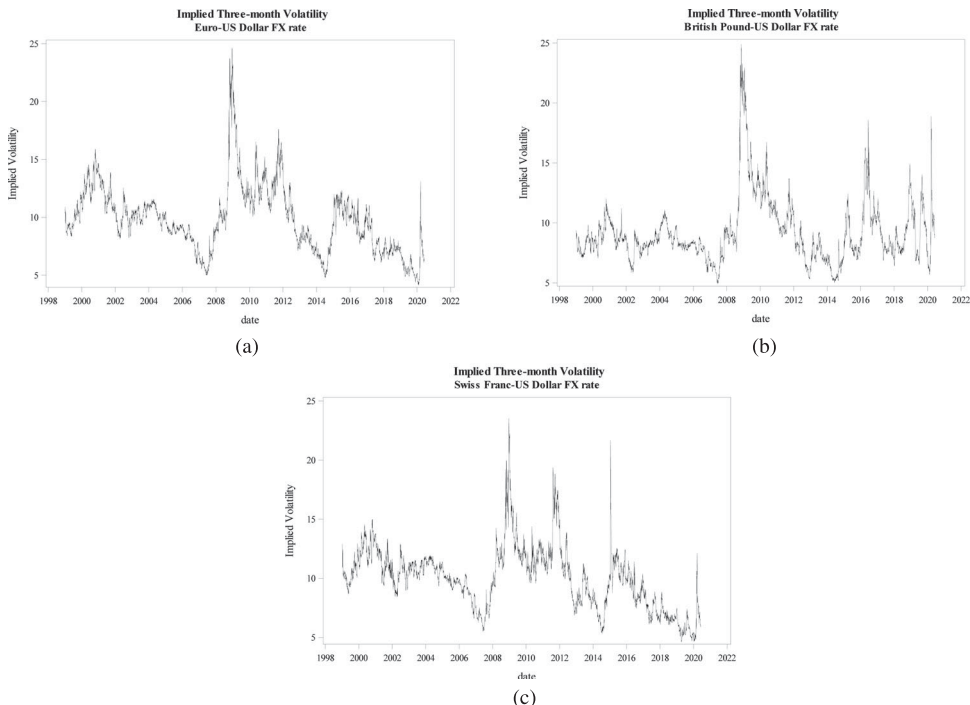 Implied Three-month Volatility
Euro-US Dollar FX rate
25
20
15
10
5
Implied Volatility
1998 2000 2002 2004 2006 2008 2010 2012 2014 2016 2018 2020 2022
date
(a)
Implied Three-month Volatility
British Pound-US Dollar FX rate
25
20
15
10
5
Implied Volatility
1998 2000 2002 2004 2006 2008 2010 2012 2014 2016 2018 2020 2022
date
(b)
Implied Three-month Volatility
Swiss Franc-US Dollar FX rate
25
20
15
10
5
Implied Volatility
1998 2000 2002 2004 2006 2008 2010 2012 2014 2016 2018 2020 2022
date
(c)